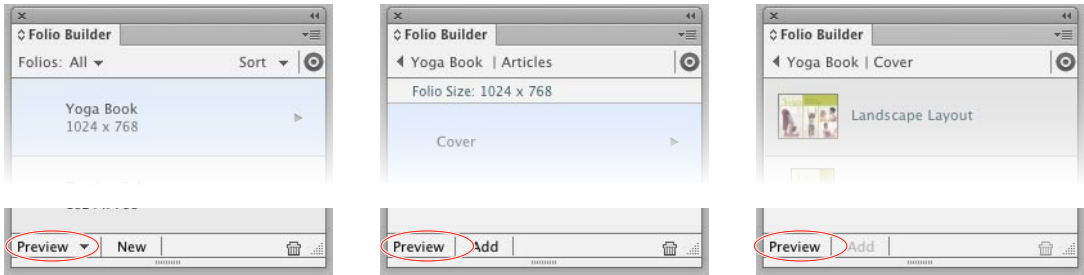 Folio Builder
Folios: All
Sort
Yoga Book
1024 x 768
Preview
New
Folio Builder
Yoga Book | Articles
Folio Size: 1024 x 768
Cover
Preview
Add
Folio Builder
Yoga Book | Cover
Landscape Layout
Preview
Add